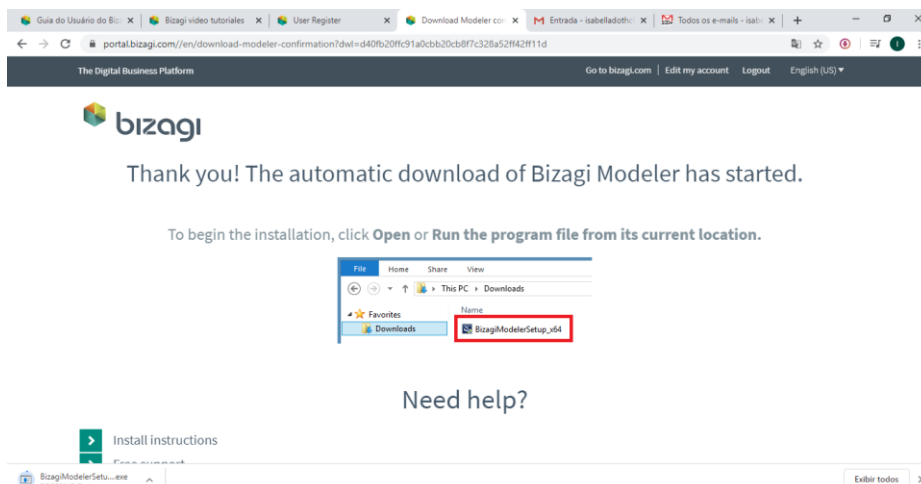 Guia do Usuário do Biz
Bizagi video tutoriales
User Register
Download Modeler con
Entrada - isabelladothc
Todos os e-mails - isab
portal.bizagi.com//en/download-modeler-confirmation?dwl=d40fb20ffc91a0cbb20cb8f7c328a52ff42ff11d
The Digital Business Platform
Go to bizagi.com | Edit my account Logout English (US)
bizagi
Thank you! The automatic download of Bizagi Modeler has started.
To begin the installation, click Open or Run the program file from its current location.
File Home Share View
This PC Downloads
Favorites
Name
Downloads
BizagiModelerSetup_x64
Need help?
Install instructions
Free support
BizagiModelerSetu....exe
Exibir todos